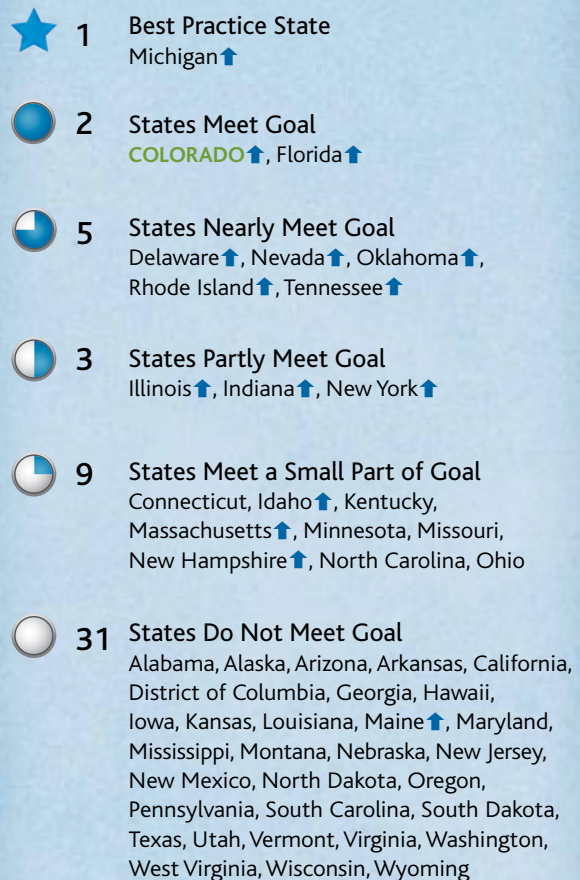 1 Best Practice State
Michigan⬆
2 States Meet Goal
COLORADO⬆, Florida⬆
5 States Nearly Meet Goal
Delaware⬆, Nevada⬆, Oklahoma⬆,
Rhode Island⬆, Tennessee⬆
3 States Partly Meet Goal
Illinois⬆, Indiana⬆, New York⬆
9 States Meet a Small Part of Goal
Connecticut, Idaho⬆, Kentucky,
Massachusetts⬆, Minnesota, Missouri,
New Hampshire⬆, North Carolina, Ohio
31 States Do Not Meet Goal
Alabama, Alaska, Arizona, Arkansas, California,
District of Columbia, Georgia, Hawaii,
Iowa, Kansas, Louisiana, Maine⬆, Maryland,
Mississippi, Montana, Nebraska, New Jersey,
New Mexico, North Dakota, Oregon,
Pennsylvania, South Carolina, South Dakota,
Texas, Utah, Vermont, Virginia, Washington,
West Virginia, Wisconsin, Wyoming